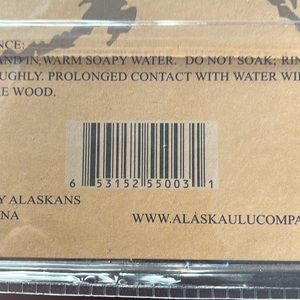 NCE:
AND IN WARM SOAPY WATER. DO NOT SOAK; RIN
UGHLY. PROLONGED CONTACT WITH WATER WI
E WOOD.
6 53152 55003 1
Y ALASKANS
NA
WWW.ALASKAULUCOMPA